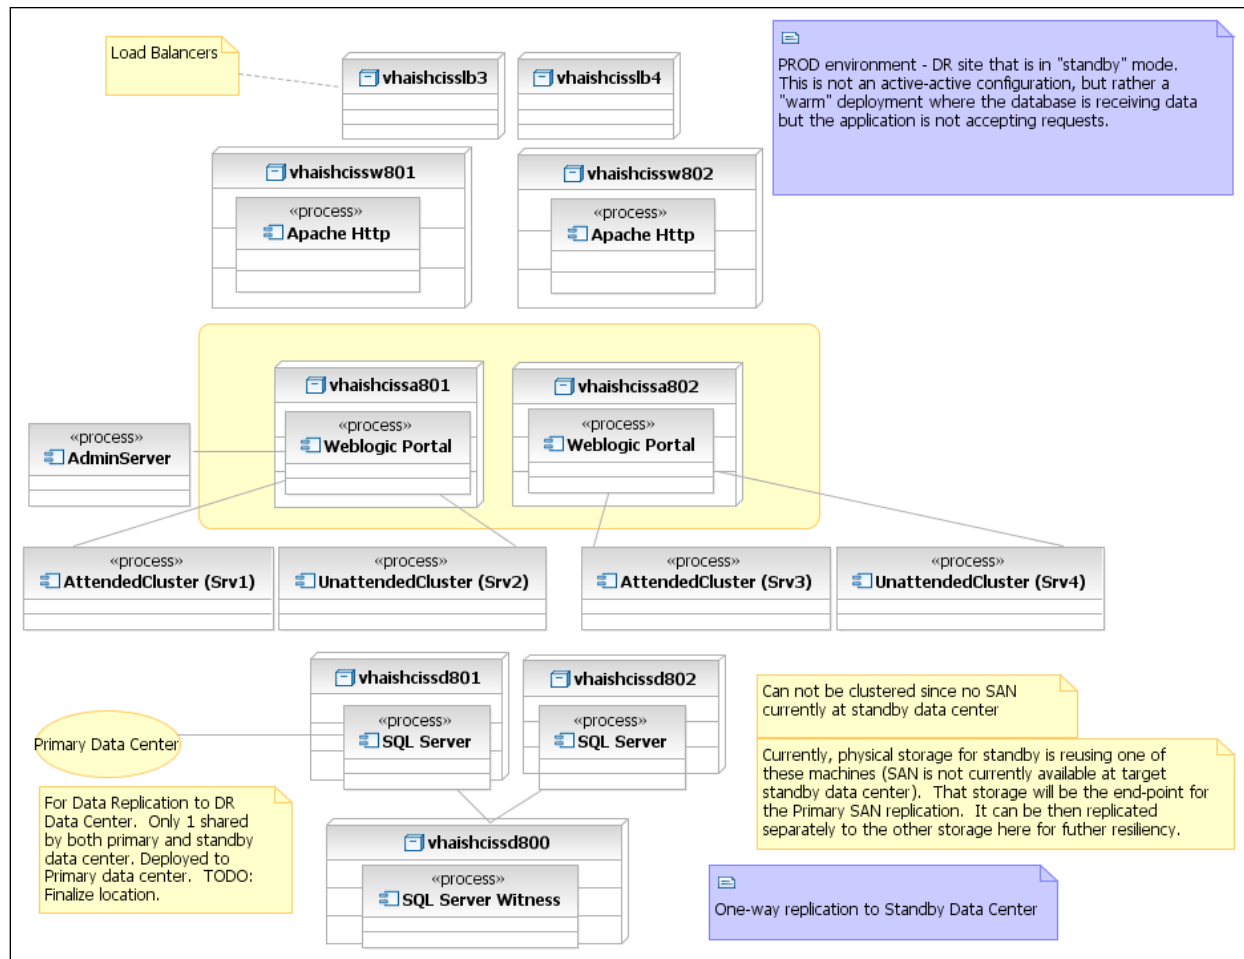 Load Balancers
vhaishcisslb3
vhaishcisslb4
PROD environment - DR site that is in "standby" mode.
This is not an active-active configuration, but rather a
"warm" deployment where the database is receiving data
but the application is not accepting requests.
vhaishcissw801
«process»
Apache Http
vhaishcissw802
«process»
Apache Http
vhaishcissa801
«process»
Weblogic Portal
vhaishcissa802
«process»
Weblogic Portal
«process»
AdminServer
«process»
AttendedCluster (Srv1)
«process»
UnattendedCluster (Srv2)
«process»
AttendedCluster (Srv3)
«process»
UnattendedCluster (Srv4)
vhaishcissd801
«process»
SQL Server
vhaishcissd802
«process»
SQL Server
Can not be clustered since no SAN
currently at standby data center
Primary Data Center
Currently, physical storage for standby is reusing one of
these machines (SAN is not currently available at target
standby data center).  That storage will be the end-point for
the Primary SAN replication.  It can be then replicated
separately to the other storage here for futher resiliency.
For Data Replication to DR
Data Center.  Only 1 shared
by both primary and standby
data center. Deployed to
Primary data center.  TODO:
Finalize location.
vhaishcissd800
«process»
SQL Server Witness
One-way replication to Standby Data Center